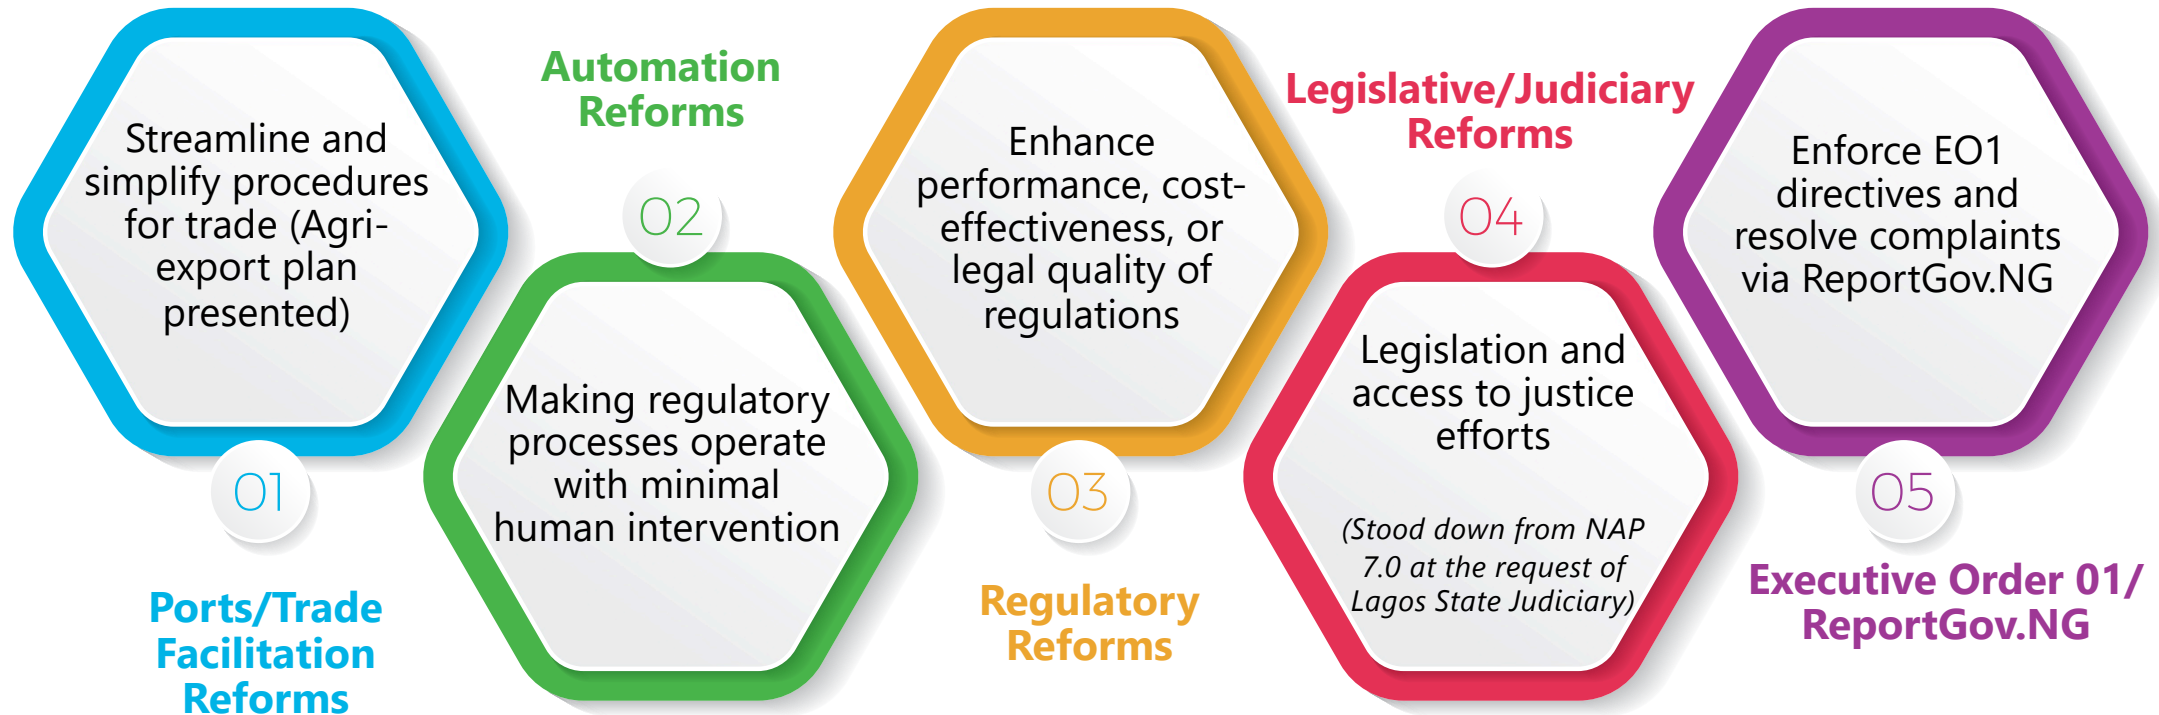 Streamline and
simplify procedures
for trade (Agri-
export plan
presented)
01
Ports/Trade
Facilitation
Reforms
Automation
Reforms
02
Making regulatory
processes operate
with minimal
human intervention
Enhance
performance, cost-
effectiveness, or
legal quality of
regulations
03
Regulatory
Reforms
Legislative/Judiciary
Reforms
04
Legislation and
access to justice
efforts
(Stood down from NAP
7.0 at the request of
Lagos State Judiciary)
Enforce EO1
directives and
resolve complaints
via ReportGov.NG
05
Executive Order 01/
ReportGov.NG